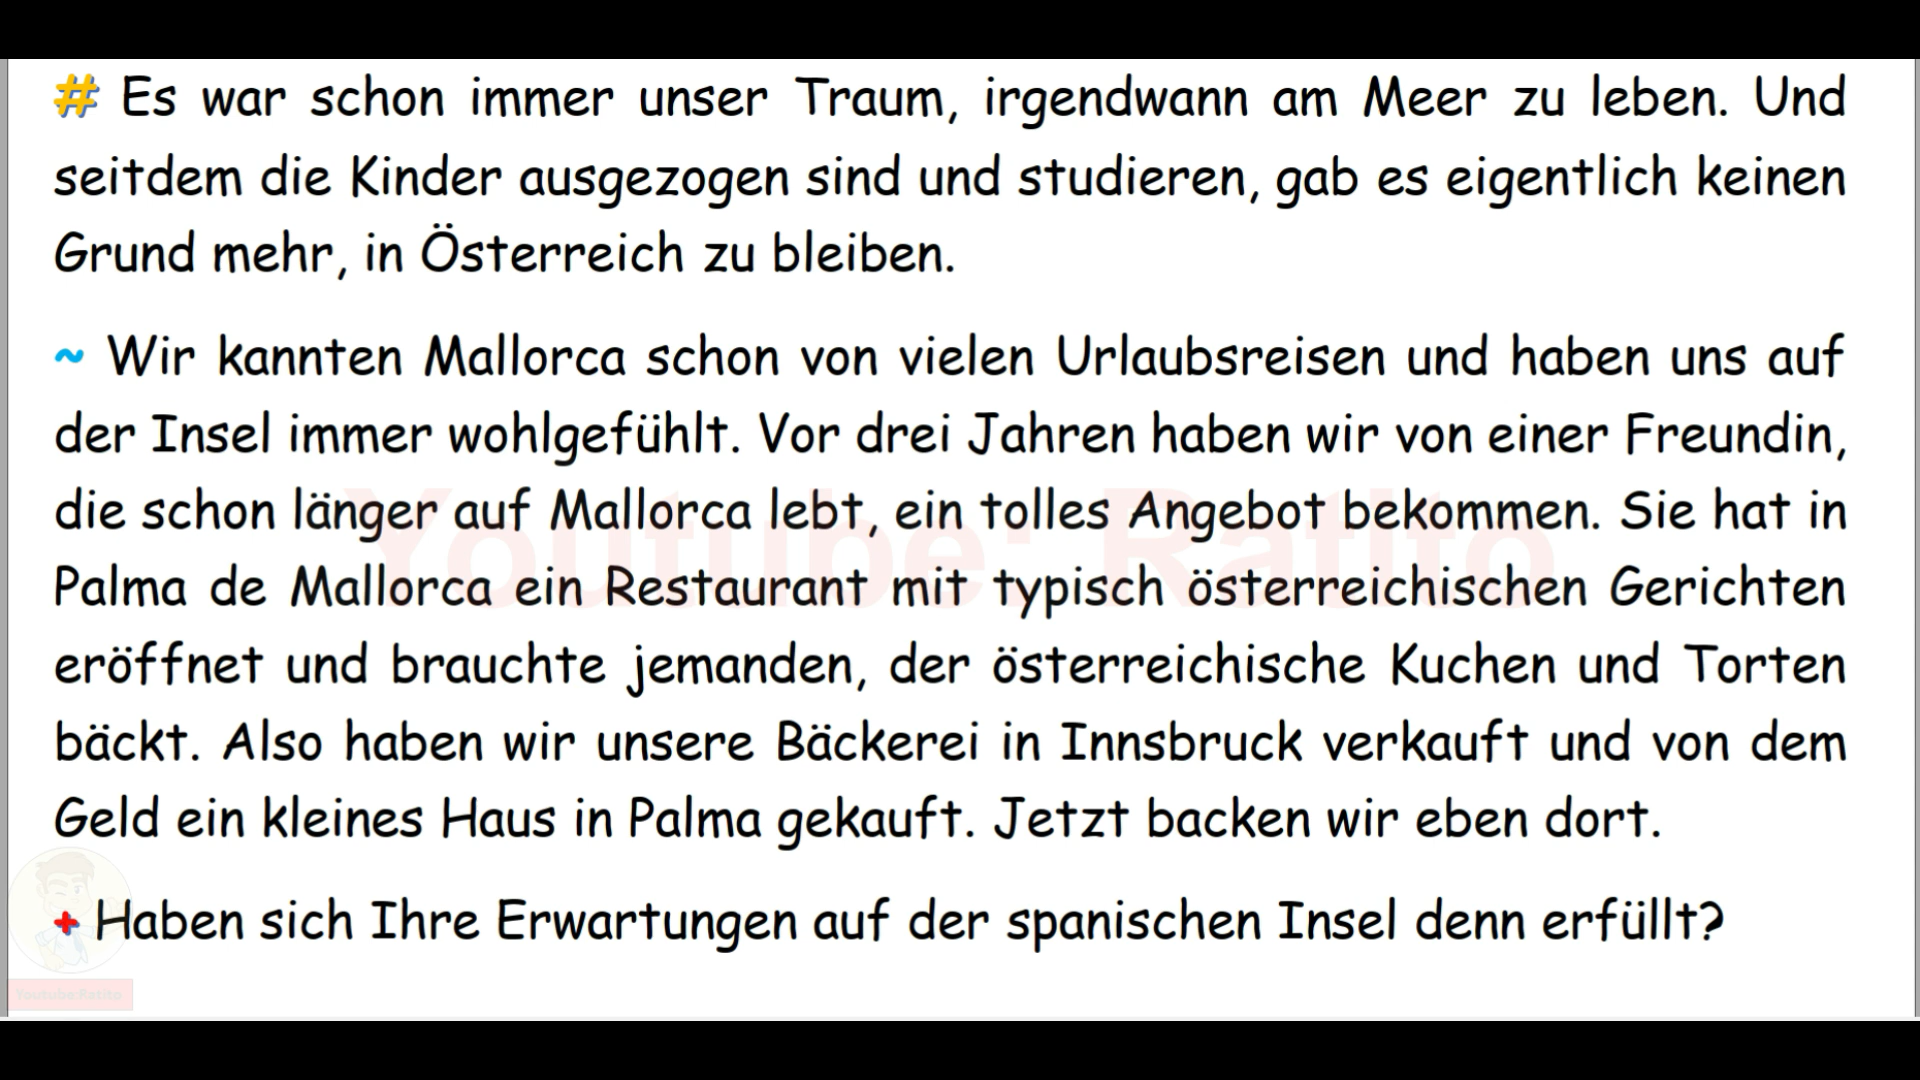 # Es war schon immer unser Traum, irgendwann am Meer zu leben. Und
seitdem die Kinder ausgezogen sind und studieren, gab es eigentlich keinen
Grund mehr, in Österreich zu bleiben.
~ Wir kannten Mallorca schon von vielen Urlaubsreisen und haben uns auf
der Insel immer wohlgefühlt. Vor drei Jahren haben wir von einer Freundin,
die schon länger auf Mallorca lebt, ein tolles Angebot bekommen. Sie hat in
Youtube: Ratito
Palma de Mallorca ein Restaurant mit typisch österreichischen Gerichten
eröffnet und brauchte jemanden, der österreichische Kuchen und Torten
bäckt. Also haben wir unsere Bäckerei in Innsbruck verkauft und von dem
Geld ein kleines Haus in Palma gekauft. Jetzt backen wir eben dort.
+ Haben sich Ihre Erwartungen auf der spanischen Insel denn erfüllt?
Youtube:Ratito